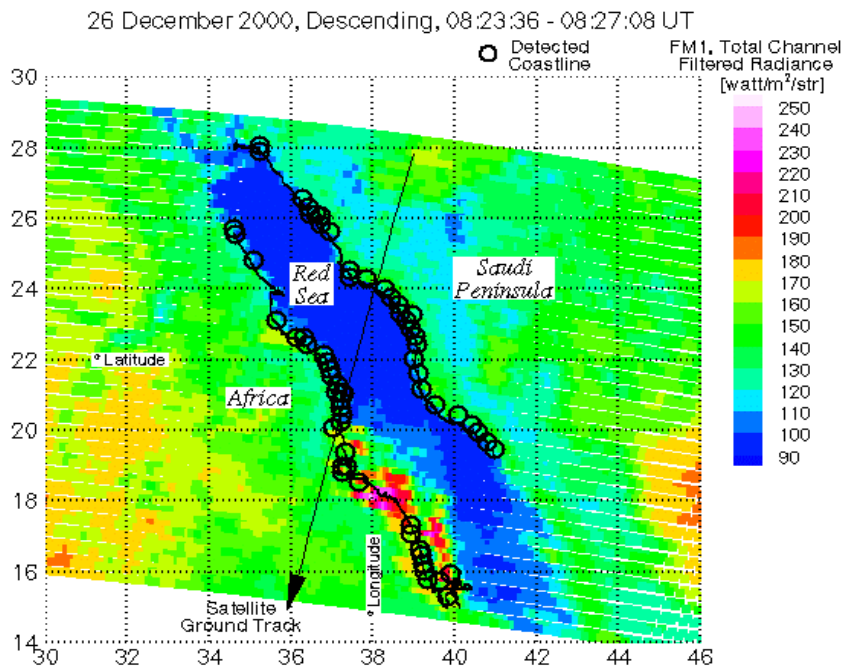 26 December 2000, Descending, 08:23:36 - 08:27:08 UT
Detected
Coastline
FM1, Total Channel
Filtered Radiance
[watt/m²/str]
250
240
230
220
210
200
190
180
170
160
150
140
130
120
110
100
90
30
28
26
24
22
20
18
16
14
Red
Sea
Saudi
Peninsula
° Latitude
Africa
° Longitude
Satellite
Ground Track
30 32 34 36 38 40 42 44 46